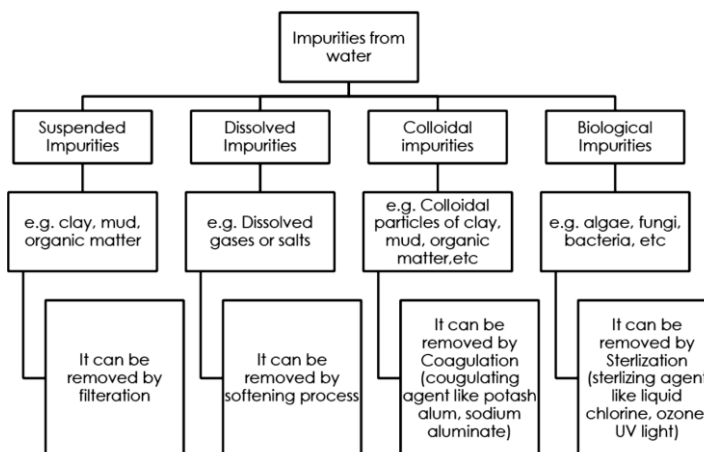 Impurities from
water
Suspended
Impurities
Dissolved
Impurities
Colloidal
impurities
Biological
Impurities
e.g. clay, mud,
organic matter
e.g. Dissolved
gases or salts
e.g. Colloidal
particles of clay,
mud, organic
matter,etc
e.g. algae, fungi,
bacteria, etc
It can be
removed by
filteration
It can be
removed by
softening process
It can be
removed by
Coagulation
(cougulating
agent like potash
alum, sodium
aluminate)
It can be
removed by
Sterlization
(sterlizing agent
like liquid
chlorine, ozone
UV light)